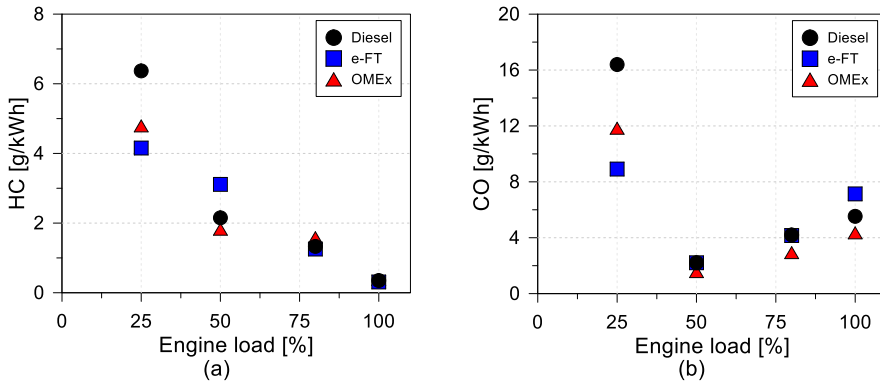 8
6
4
2
0
HC [g/kWh]
Diesel
e-FT
OMEx
0 25 50 75 100
Engine load [%]
(a)
20
16
12
8
4
0
CO [g/kWh]
Diesel
e-FT
OMEx
0 25 50 75 100
Engine load [%]
(b)